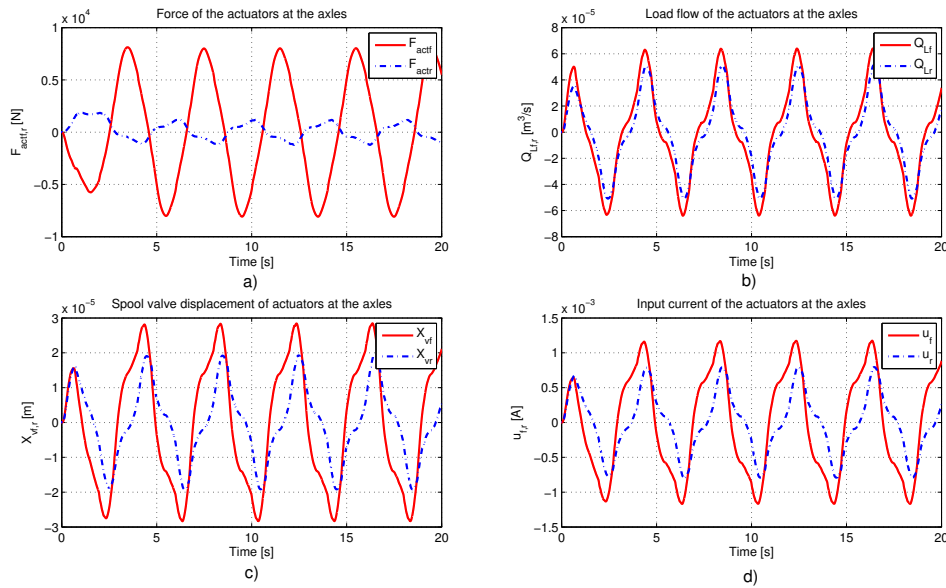 Force of the actuators at the axles
x 10^4
1
0.5
0
−0.5
−1
F_actf,r [N]
F_actf
F_actr
0 5 10 15 20
Time [s]
a)
Load flow of the actuators at the axles
x 10^−5
8
6
4
2
0
−2
−4
−6
−8
Q_Lf,r [m^3/s]
Q_Lf
Q_Lr
0 5 10 15 20
Time [s]
b)
Spool valve displacement of actuators at the axles
x 10^−5
3
2
1
0
−1
−2
−3
X_vf,r [m]
X_vf
X_vr
0 5 10 15 20
Time [s]
c)
Input current of the actuators at the axles
x 10^−3
1.5
1
0.5
0
−0.5
−1
−1.5
u_f,r [A]
u_f
u_r
0 5 10 15 20
Time [s]
d)